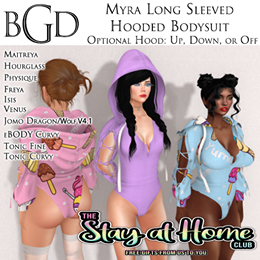 BGD
Myra Long Sleeved
Hooded Bodysuit
Optional Hood: Up, Down, or Off
Maitreya
Hourglass
Physique
Freya
Isis
Venus
Jomo Dragon/Wolf V4.1
eBODY Curvy
Tonic Fine
Tonic Curvy
THE
Stay at Home
CLUB
FREE GIFTS FROM US TO YOU